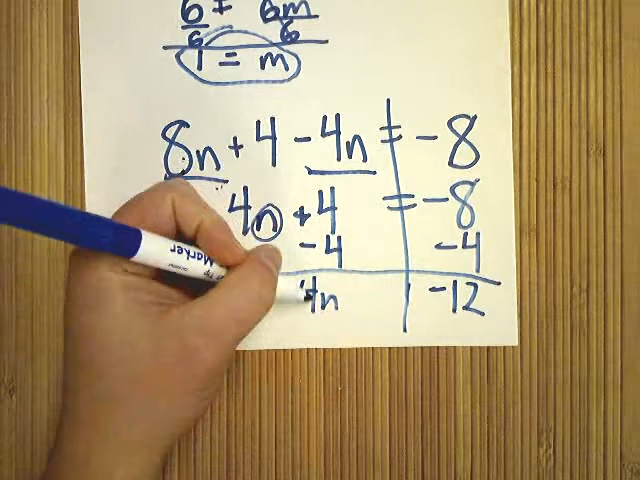 6 = 6m
6 6
1 = m
8n + 4 - 4n = -8
4n + 4 = -8
-4 -4
4n -12
Marker